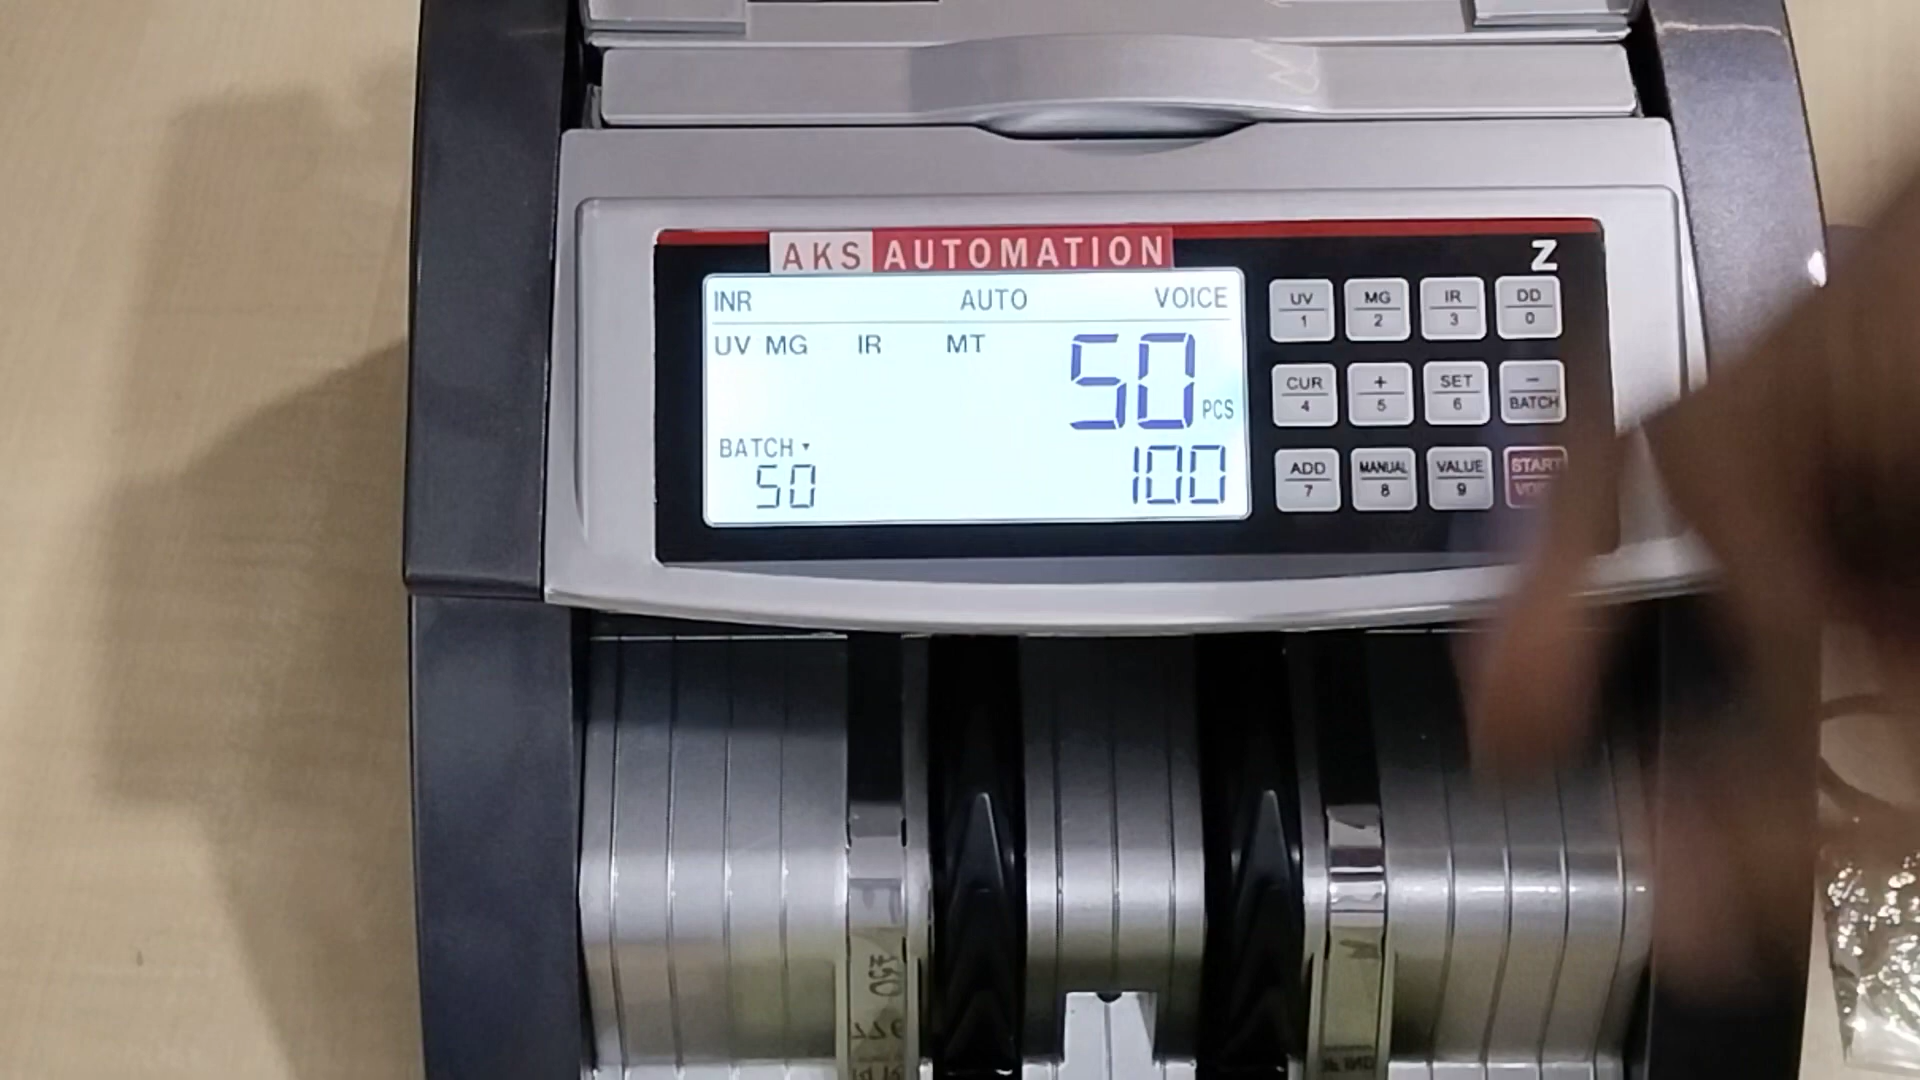 AKS AUTOMATION
Z
INR AUTO VOICE
UV MG IR MT
50 PCS
BATCH
50
100
UV MG IR DD
1 2 3 0
CUR + SET −
4 5 6 BATCH
ADD MANUAL VALUE START
7 8 9